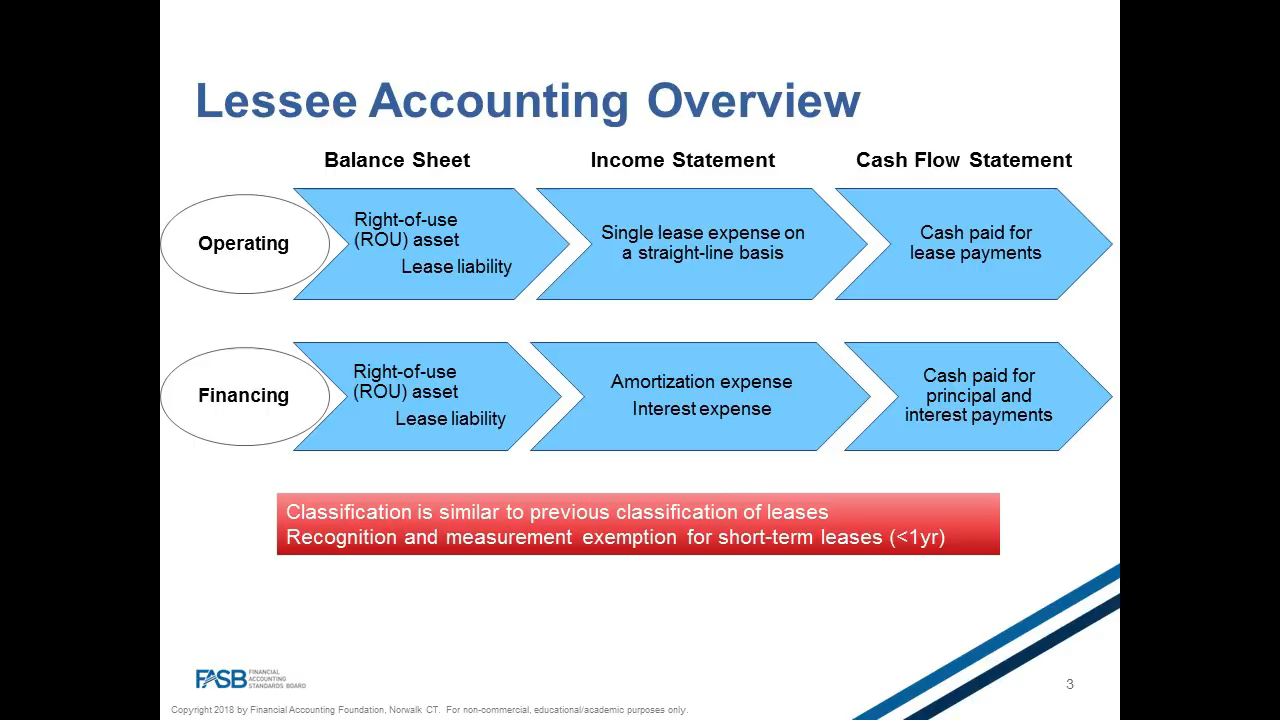 Lessee Accounting Overview
Balance Sheet
Income Statement
Cash Flow Statement
Operating
Right-of-use
(ROU) asset
Lease liability
Single lease expense on
a straight-line basis
Cash paid for
lease payments
Financing
Right-of-use
(ROU) asset
Lease liability
Amortization expense
Interest expense
Cash paid for
principal and
interest payments
Classification is similar to previous classification of leases
Recognition and measurement exemption for short-term leases (<1yr)
FASB
FINANCIAL
ACCOUNTING
STANDARDS BOARD
3
Copyright 2018 by Financial Accounting Foundation, Norwalk CT. For non-commercial, educational/academic purposes only.